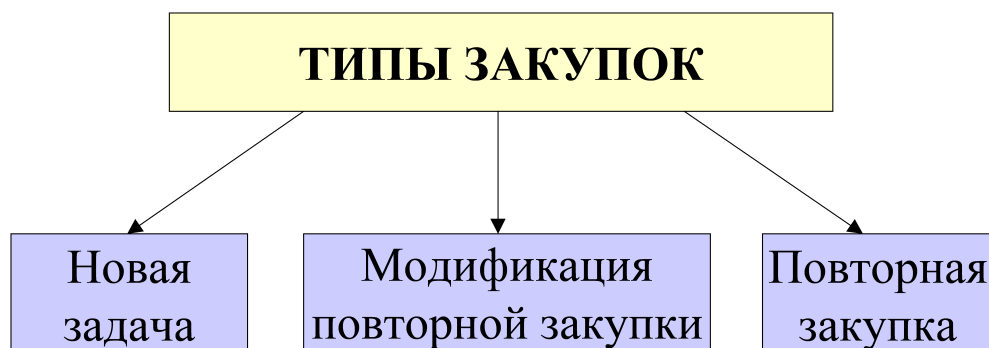 ТИПЫ ЗАКУПОК
Новая
задача
Модификация
повторной закупки
Повторная
закупка